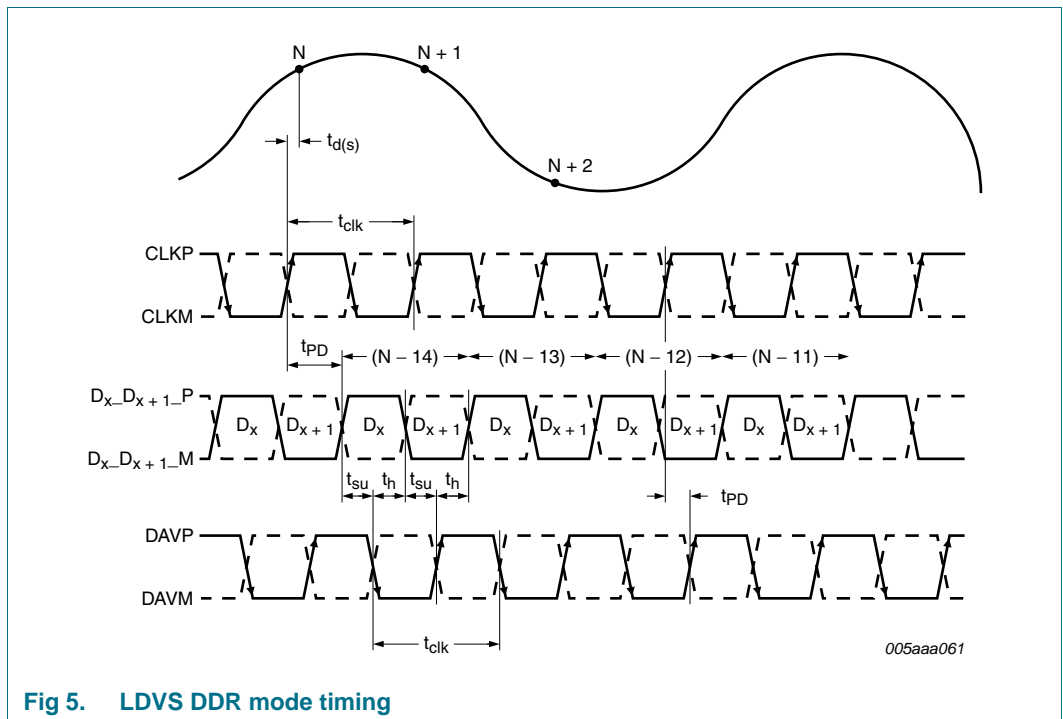 N
N + 1
t_d(s)
N + 2
t_clk
CLKP
CLKM
t_PD
(N − 14)
(N − 13)
(N − 12)
(N − 11)
D_x_D_x + 1_P
D_x
D_x + 1
D_x
D_x + 1
D_x
D_x + 1
D_x
D_x + 1
D_x
D_x + 1
D_x_D_x + 1_M
t_su
t_h
t_su
t_h
t_PD
DAVP
DAVM
t_clk
005aaa061
Fig 5. LDVS DDR mode timing